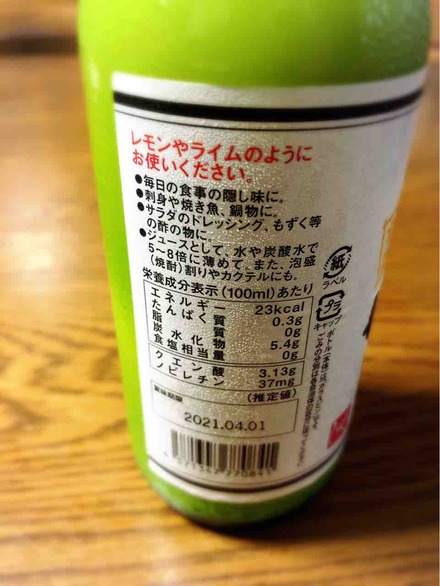 レモンやライムのように
お使いください。
●毎日の食事の隠し味に。
●刺身や焼き魚、鍋物に。
●サラダのドレッシング、もずく等
の酢の物に。
●ジュースとして、水や炭酸水で
5～8倍に薄めて。また、泡盛
(焼酎)割りやカクテルにも。
栄養成分表示(100ml)あたり
エネルギー 23kcal
たんぱく質 0.3g
脂質 0g
炭水化物 5.4g
食塩相当量 0g
クエン酸 3.13g
ノビレチン 37mg
(推定値)
賞味期限
2021.04.01
紙
ラベル
プラ
キャップ